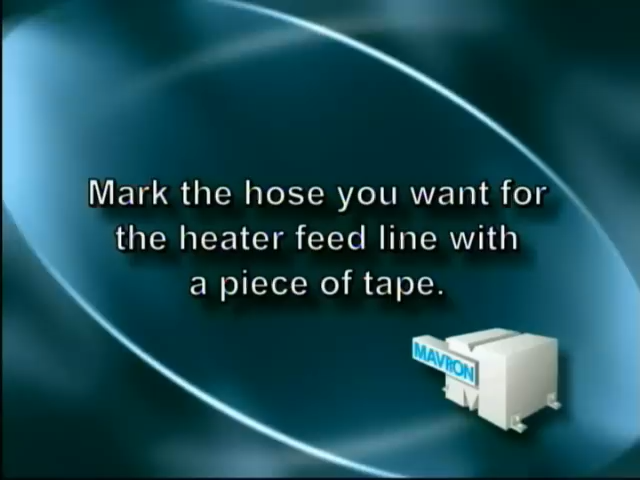 Mark the hose you want for
the heater feed line with
a piece of tape.
MAVRON